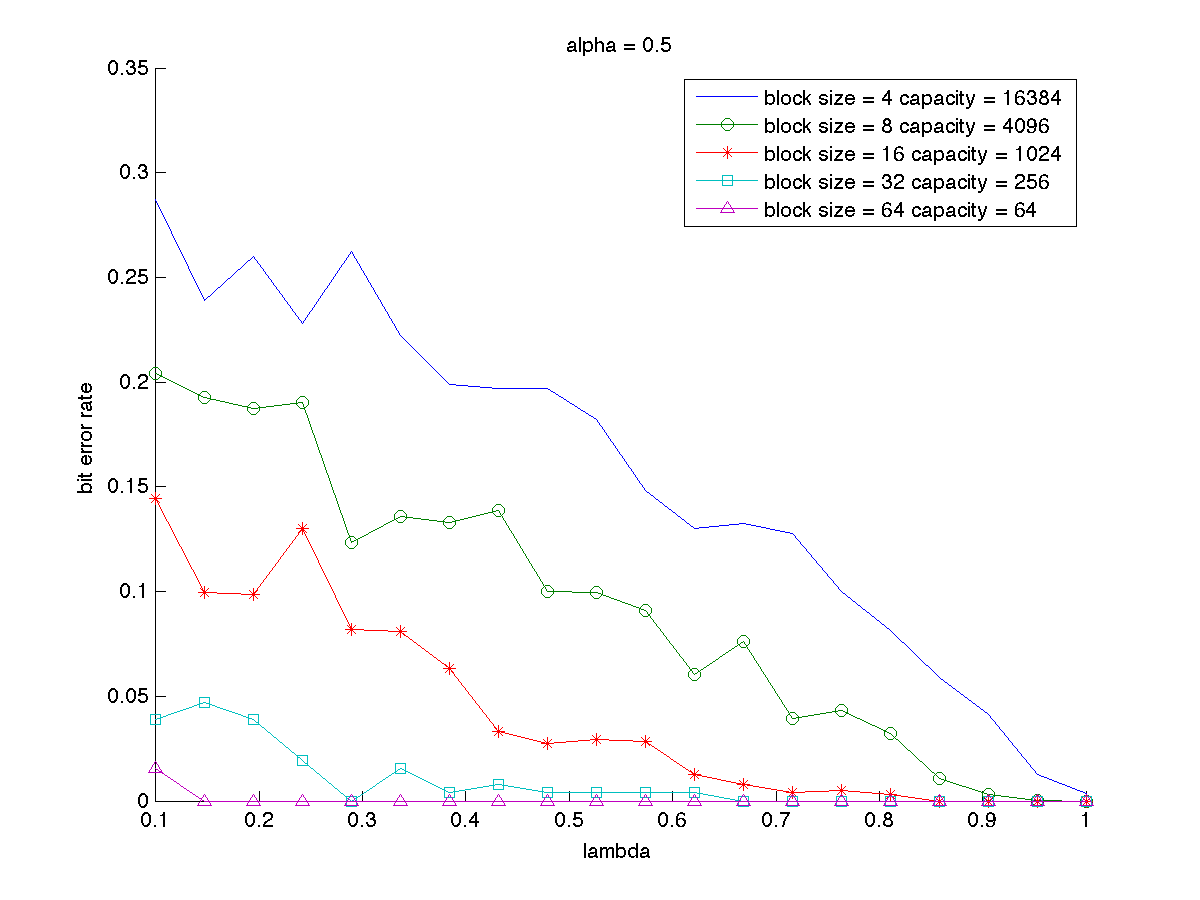 alpha = 0.5
block size = 4 capacity = 16384
block size = 8 capacity = 4096
block size = 16 capacity = 1024
block size = 32 capacity = 256
block size = 64 capacity = 64
bit error rate
0.35
0.3
0.25
0.2
0.15
0.1
0.05
0
0.1 0.2 0.3 0.4 0.5 0.6 0.7 0.8 0.9 1
lambda